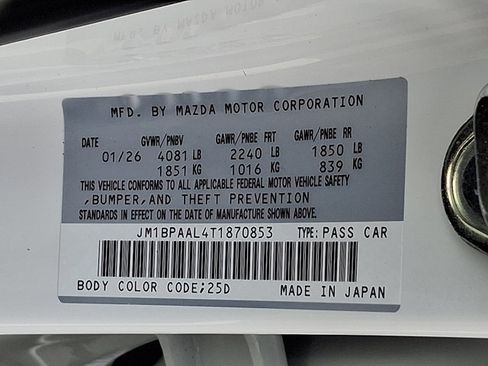 MFD. BY MAZDA MOTOR CORPORATION
DATE GVWR/PNBV GAWR/PNBE FRT GAWR/PNBE RR
01/26 4081 LB 2240 LB 1850 LB
1851 KG 1016 KG 839 KG
THIS VEHICLE CONFORMS TO ALL APPLICABLE FEDERAL MOTOR VEHICLE SAFETY
,BUMPER,AND THEFT PREVENTION
STANDARDS IN EFFECT ON THE DATE OF MANUFACTURE SHOWN ABOVE.
JM1BPAAL4T1870853 TYPE: PASS CAR
BODY COLOR CODE;25D MADE IN JAPAN